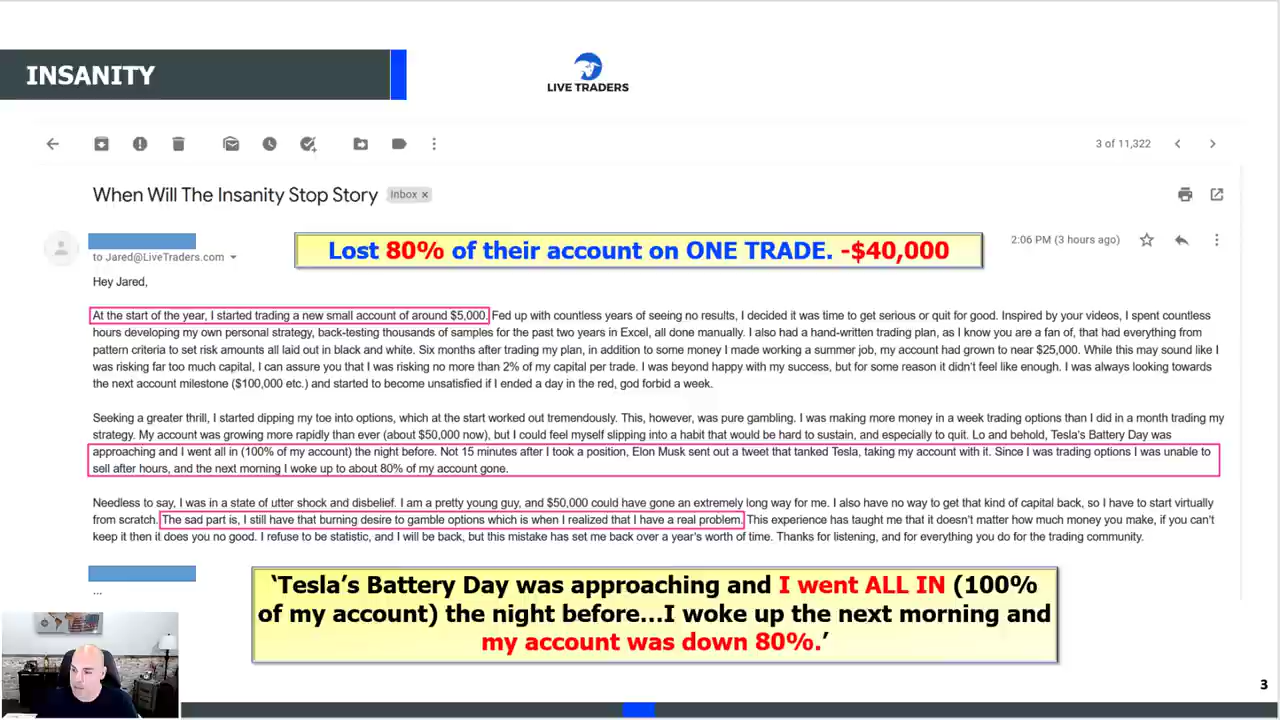 INSANITY
LIVE TRADERS
3 of 11,322
When Will The Insanity Stop Story
Inbox ×
Lost 80% of their account on ONE TRADE. -$40,000
2:06 PM (3 hours ago)
to Jared@LiveTraders.com
Hey Jared,
At the start of the year, I started trading a new small account of around $5,000. Fed up with countless years of seeing no results, I decided it was time to get serious or quit for good. Inspired by your videos, I spent countless
hours developing my own personal strategy, back-testing thousands of samples for the past two years in Excel, all done manually. I also had a hand-written trading plan, as I know you are a fan of, that had everything from
pattern criteria to set risk amounts all laid out in black and white. Six months after trading my plan, in addition to some money I made working a summer job, my account had grown to near $25,000. While this may sound like I
was risking far too much capital, I can assure you that I was risking no more than 2% of my capital per trade. I was beyond happy with my success, but for some reason it didn't feel like enough. I was always looking towards
the next account milestone ($100,000 etc.) and started to become unsatisfied if I ended a day in the red, god forbid a week.
Seeking a greater thrill, I started dipping my toe into options, which at the start worked out tremendously. This, however, was pure gambling. I was making more money in a week trading options than I did in a month trading my
strategy. My account was growing more rapidly than ever (about $50,000 now), but I could feel myself slipping into a habit that would be hard to sustain, and especially to quit. Lo and behold, Tesla's Battery Day was
approaching and I went all in (100% of my account) the night before. Not 15 minutes after I took a position, Elon Musk sent out a tweet that tanked Tesla, taking my account with it. Since I was trading options I was unable to
sell after hours, and the next morning I woke up to about 80% of my account gone.
Needless to say, I was in a state of utter shock and disbelief. I am a pretty young guy, and $50,000 could have gone an extremely long way for me. I also have no way to get that kind of capital back, so I have to start virtually
from scratch. The sad part is, I still have that burning desire to gamble options which is when I realized that I have a real problem. This experience has taught me that it doesn't matter how much money you make, if you can't
keep it then it does you no good. I refuse to be statistic, and I will be back, but this mistake has set me back over a year's worth of time. Thanks for listening, and for everything you do for the trading community.
...
‘Tesla’s Battery Day was approaching and I went ALL IN (100%
of my account) the night before...I woke up the next morning and
my account was down 80%.’
3